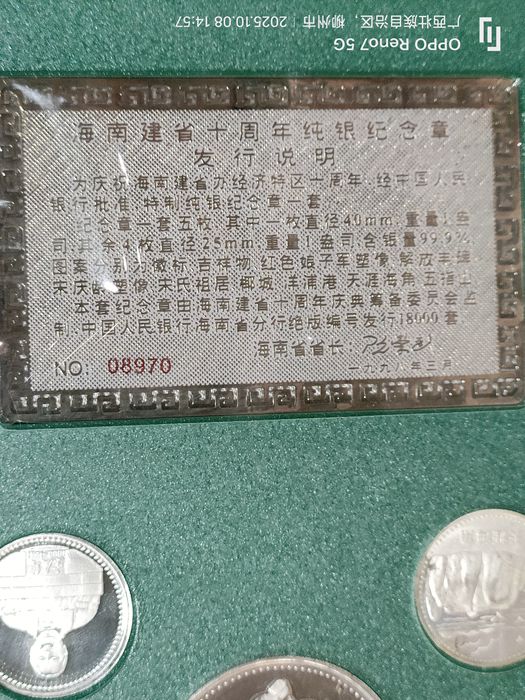 广西壮族自治区，柳州市 | 2025.10.08 14:57
OPPO Reno7 5G
海南建省十周年纯银纪念章
发行说明
为庆祝海南建省办经济特区十周年，经中国人民
银行批准，特制纯银纪念章一套。
纪念章一套五枚，其中一枚直径40mm，重量1盎
司，其余4枚直径25mm，重量1盎司，含银量99.9%
图案分别为徽标、吉祥物、红色娘子军塑像、解放丰碑、
宋庆龄塑像、宋氏祖居、椰城、洋浦港、天涯海角、五指山
本套纪念章由海南省建省十周年庆典筹备委员会监
制，中国人民银行海南省分行绝版编号发行18000套
海南省省长：
NO: 08970
一九九八年三月